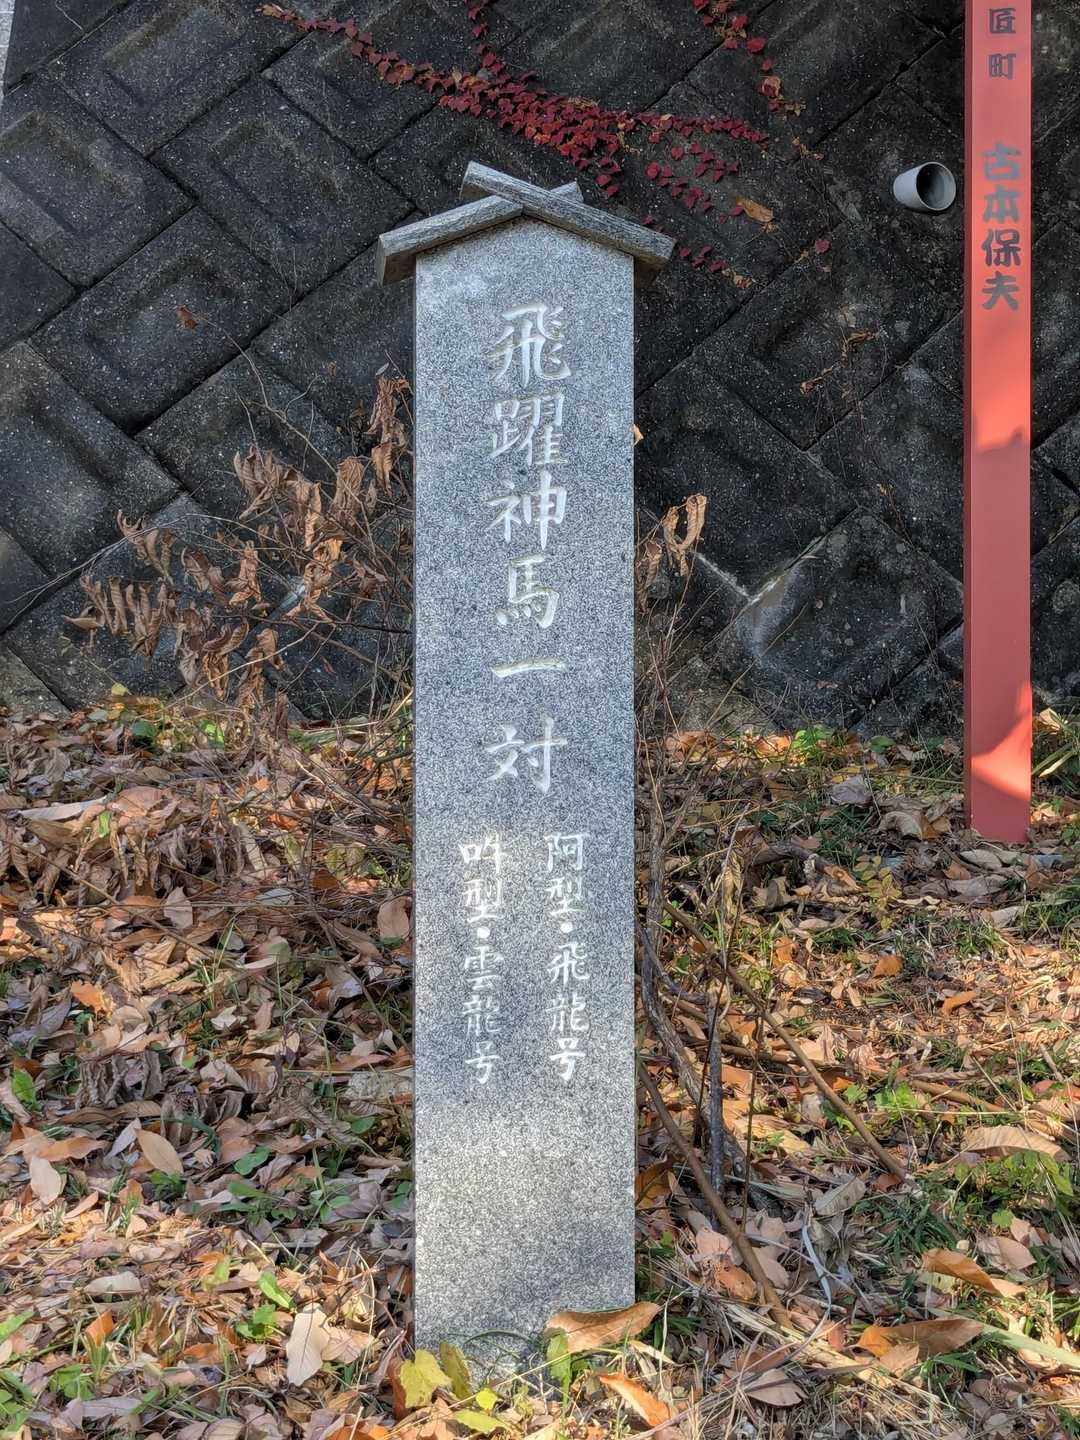 匠町 古本保夫
飛躍神馬一対
阿型・飛龍号
吽型・雲龍号